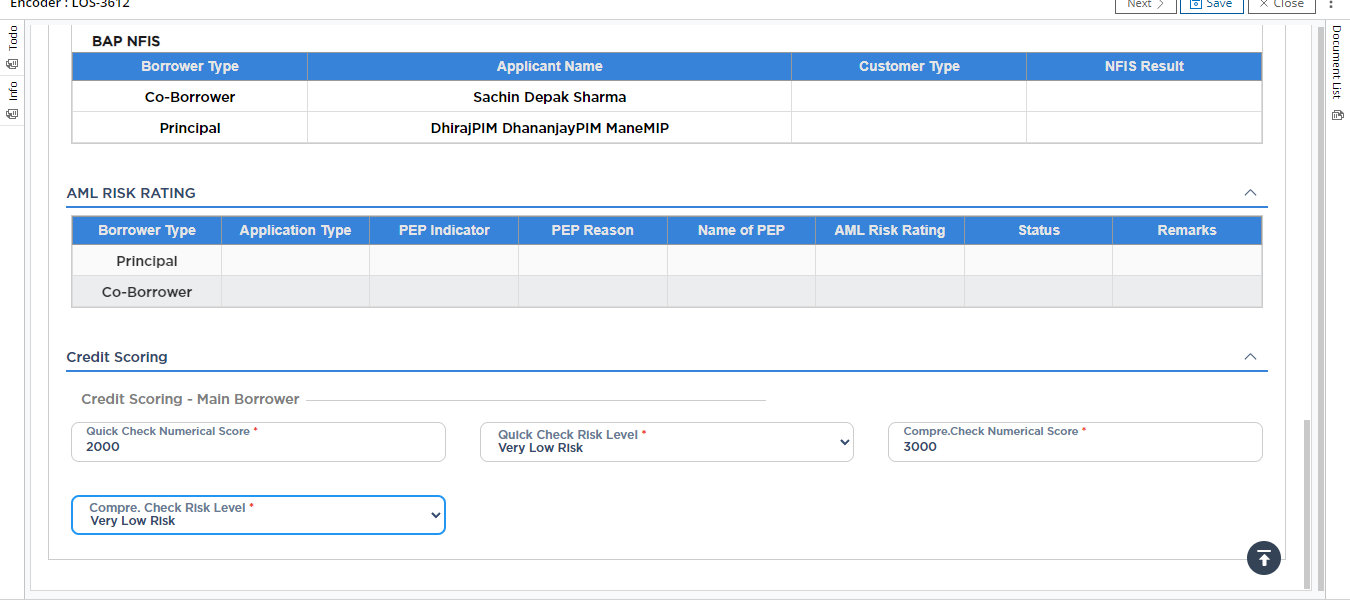 Encoder : LOS-3612
Next
Save
Close
Todo
Info
Document List
BAP NFIS
Borrower Type Applicant Name Customer Type NFIS Result
Co-Borrower Sachin Depak Sharma
Principal DhirajPIM DhananjayPIM ManeMIP
AML RISK RATING
Borrower Type Application Type PEP Indicator PEP Reason Name of PEP AML Risk Rating Status Remarks
Principal
Co-Borrower
Credit Scoring
Credit Scoring - Main Borrower
Quick Check Numerical Score *
2000
Quick Check Risk Level *
Very Low Risk
Compre.Check Numerical Score *
3000
Compre. Check Risk Level *
Very Low Risk